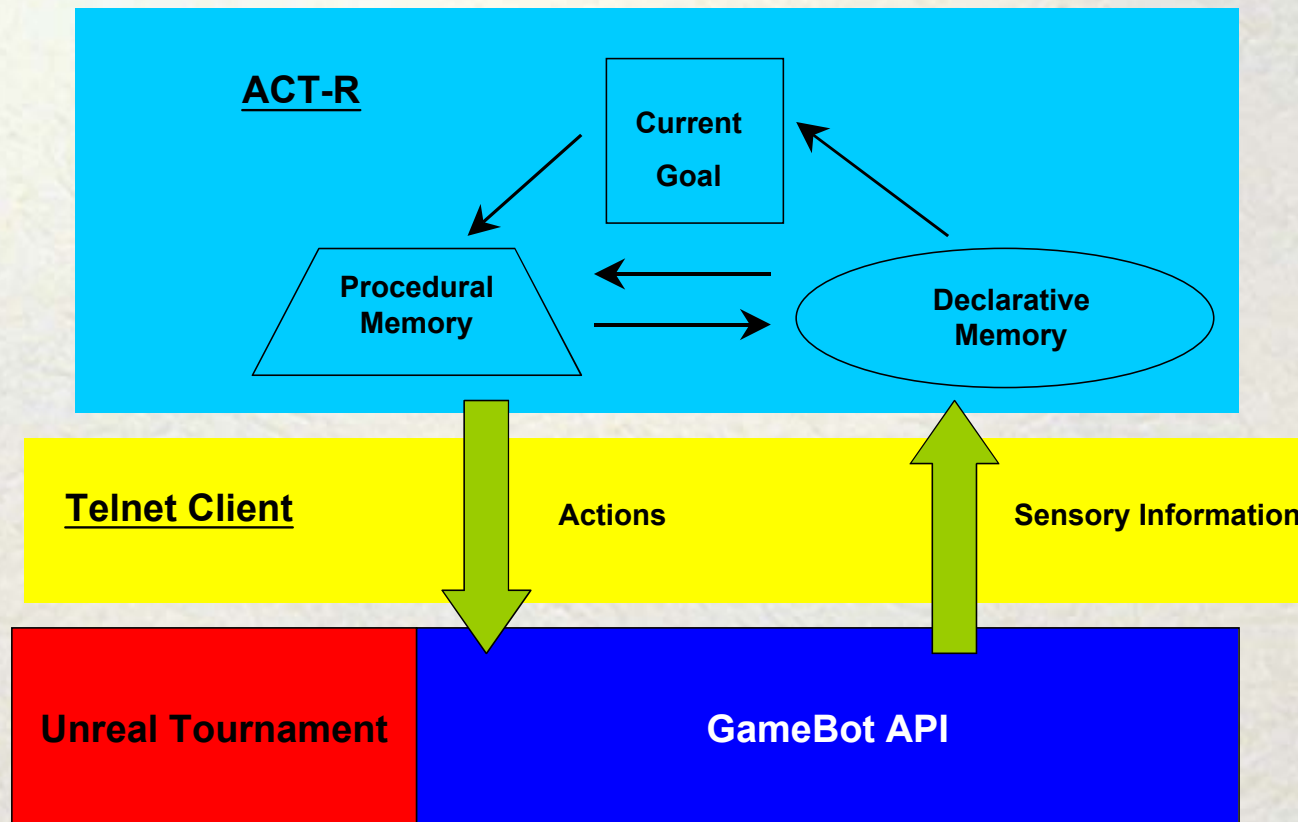 ACT-R
Current
Goal
Procedural
Memory
Declarative
Memory
Telnet Client
Actions
Sensory Information
Unreal Tournament
GameBot API